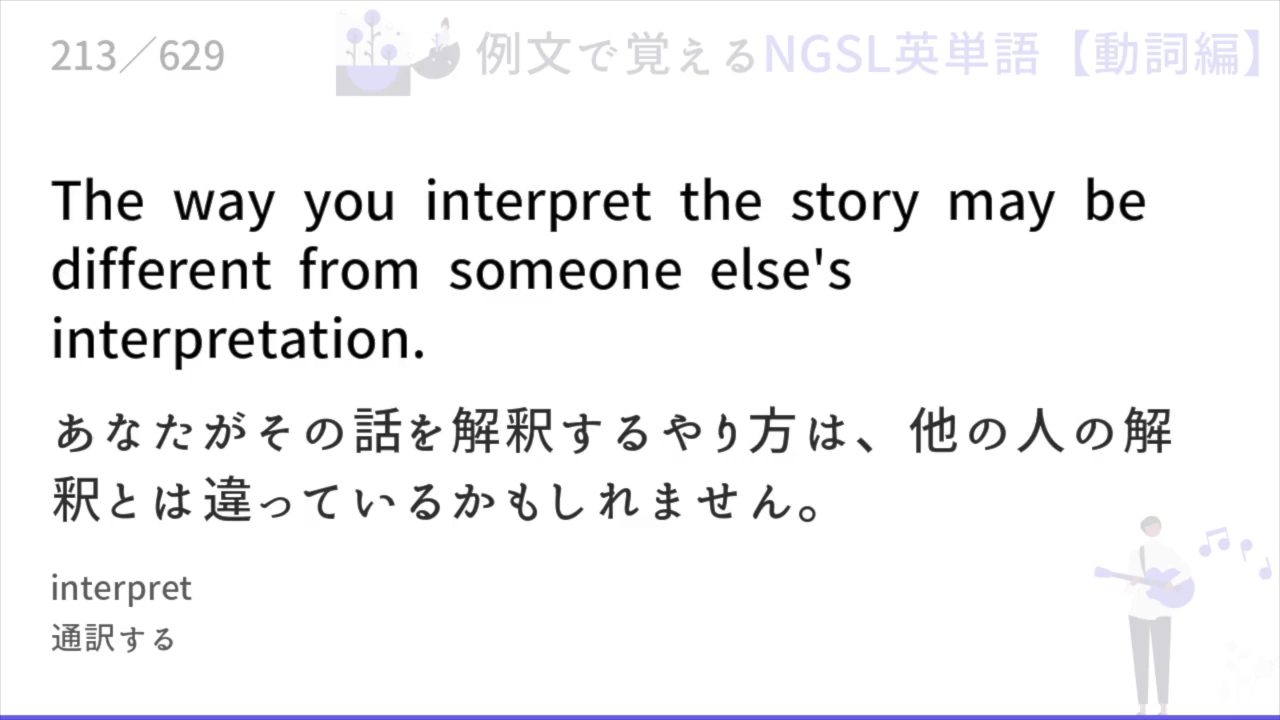 213／629
例文で覚えるNGSL英単語【動詞編】
The way you interpret the story may be
different from someone else's
interpretation.
あなたがその話を解釈するやり方は、他の人の解
釈とは違っているかもしれません。
interpret
通訳する